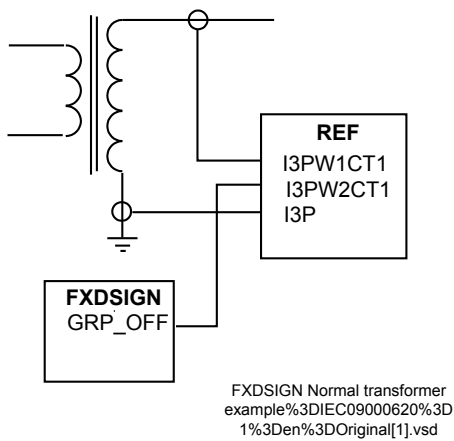 REF
I3PW1CT1
I3PW2CT1
I3P
FXDSIGN
GRP_OFF
FXDSIGN Normal transformer
example%3DIEC09000620%3D
1%3Den%3DOriginal[1].vsd